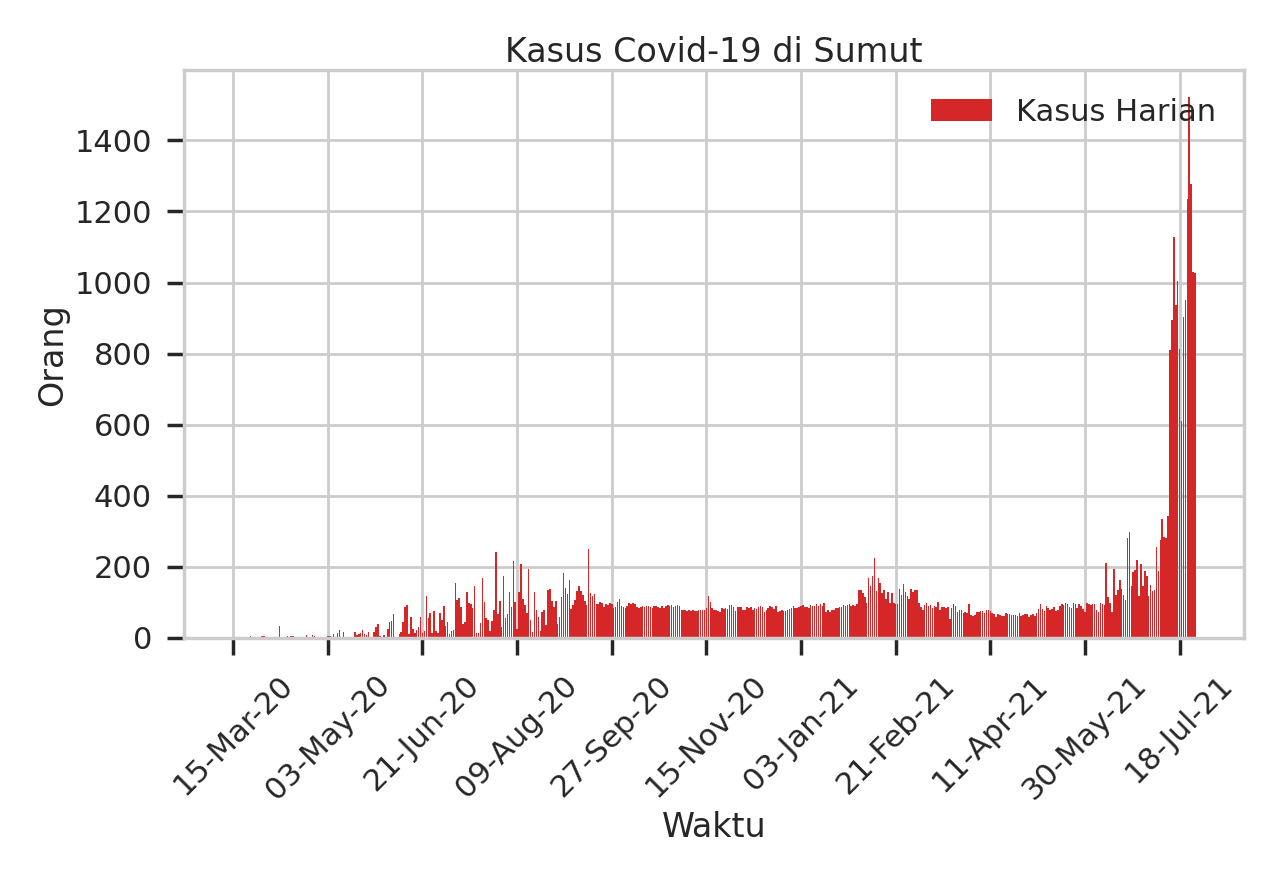 Kasus Covid-19 di Sumut
Kasus Harian
Orang
1400
1200
1000
800
600
400
200
0
15-Mar-20
03-May-20
21-Jun-20
09-Aug-20
27-Sep-20
15-Nov-20
03-Jan-21
21-Feb-21
11-Apr-21
30-May-21
18-Jul-21
Waktu